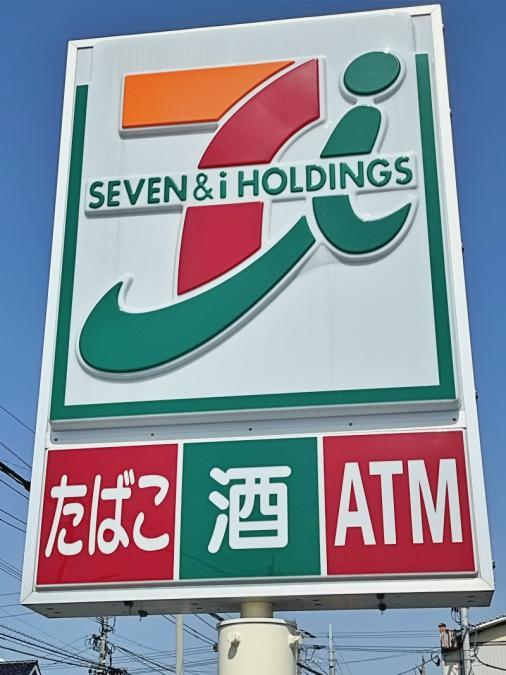 SEVEN & i HOLDINGS
たばこ 酒 ATM